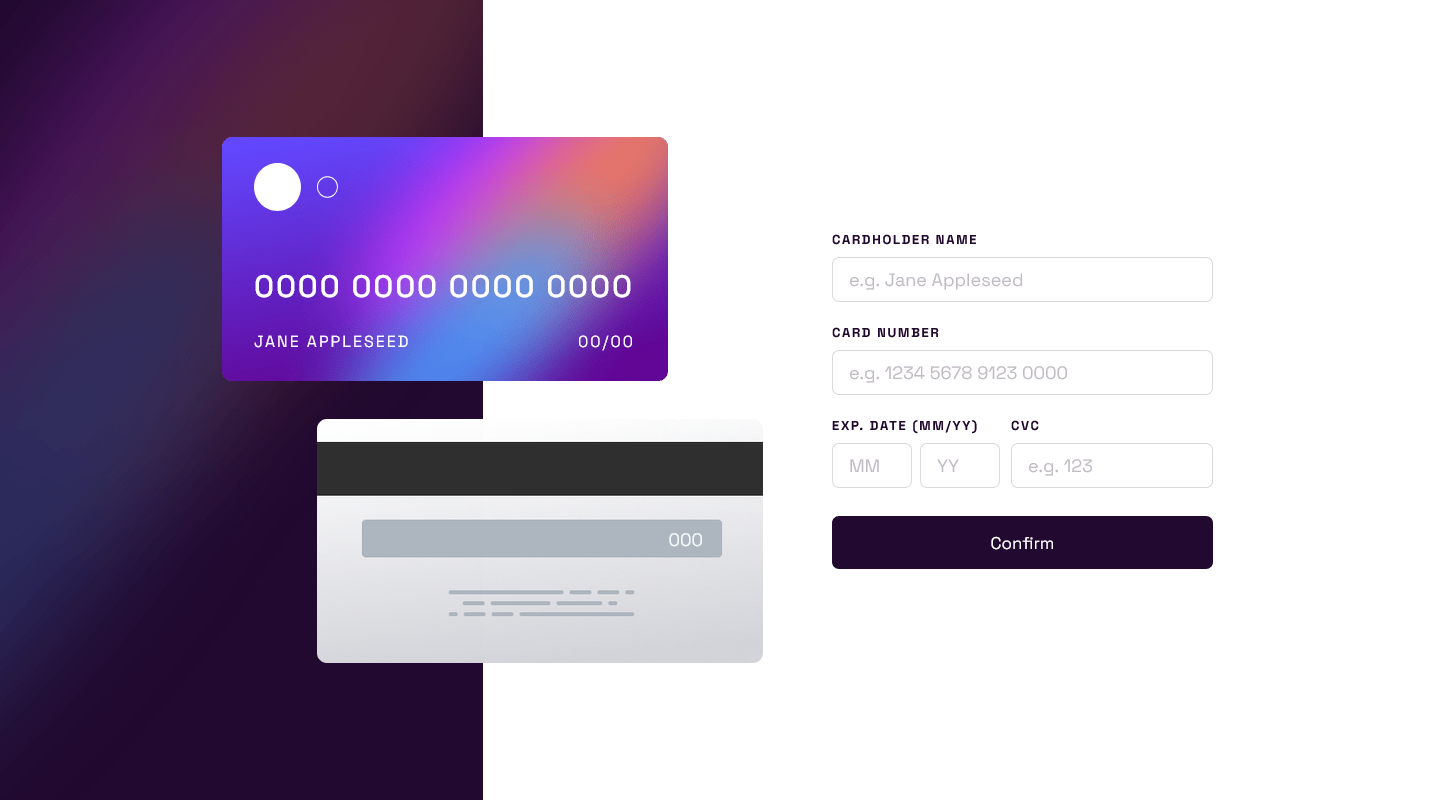 0000 0000 0000 0000
JANE APPLESEED 00/00
000
CARDHOLDER NAME
e.g. Jane Appleseed
CARD NUMBER
e.g. 1234 5678 9123 0000
EXP. DATE (MM/YY) CVC
MM YY e.g. 123
Confirm